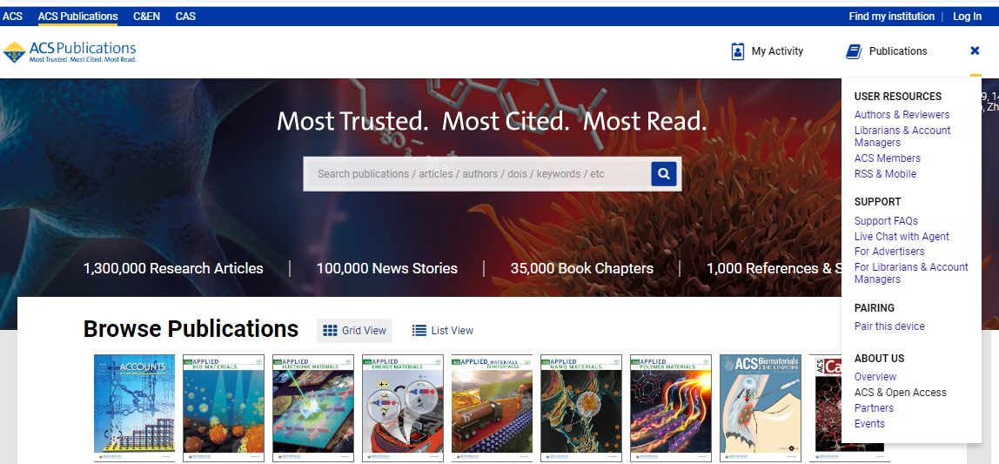 ACS ACS Publications C&EN CAS Find my institution | Log In
ACS Publications
Most Trusted. Most Cited. Most Read.
My Activity
Publications
Most Trusted. Most Cited. Most Read.
Search publications / articles / authors / dois / keywords / etc
1,300,000 Research Articles | 100,000 News Stories | 35,000 Book Chapters | 1,000 References & S
USER RESOURCES
Authors & Reviewers
Librarians & Account
Managers
ACS Members
RSS & Mobile
SUPPORT
Support FAQs
Live Chat with Agent
For Advertisers
For Librarians & Account
Managers
PAIRING
Pair this device
ABOUT US
Overview
ACS & Open Access
Partners
Events
Browse Publications
Grid View
List View
ACCOUNTS
ACS APPLIED
BIO MATERIALS
ACS APPLIED
ELECTRONIC MATERIALS
ACS APPLIED
ENERGY MATERIALS
ACS APPLIED MATERIALS
& INTERFACES
ACS APPLIED
NANO MATERIALS
ACS APPLIED
POLYMER MATERIALS
ACS Biomaterials
SCIENCE & ENGINEERING
ACS Ca